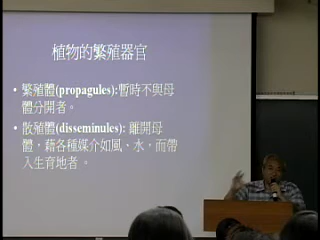 植物的繁殖器官
• 繁殖體(propagules):暫時不與母
體分開者。
• 散殖體(disseminules): 離開母
體，藉各種媒介如風、水，而帶
入生育地者。